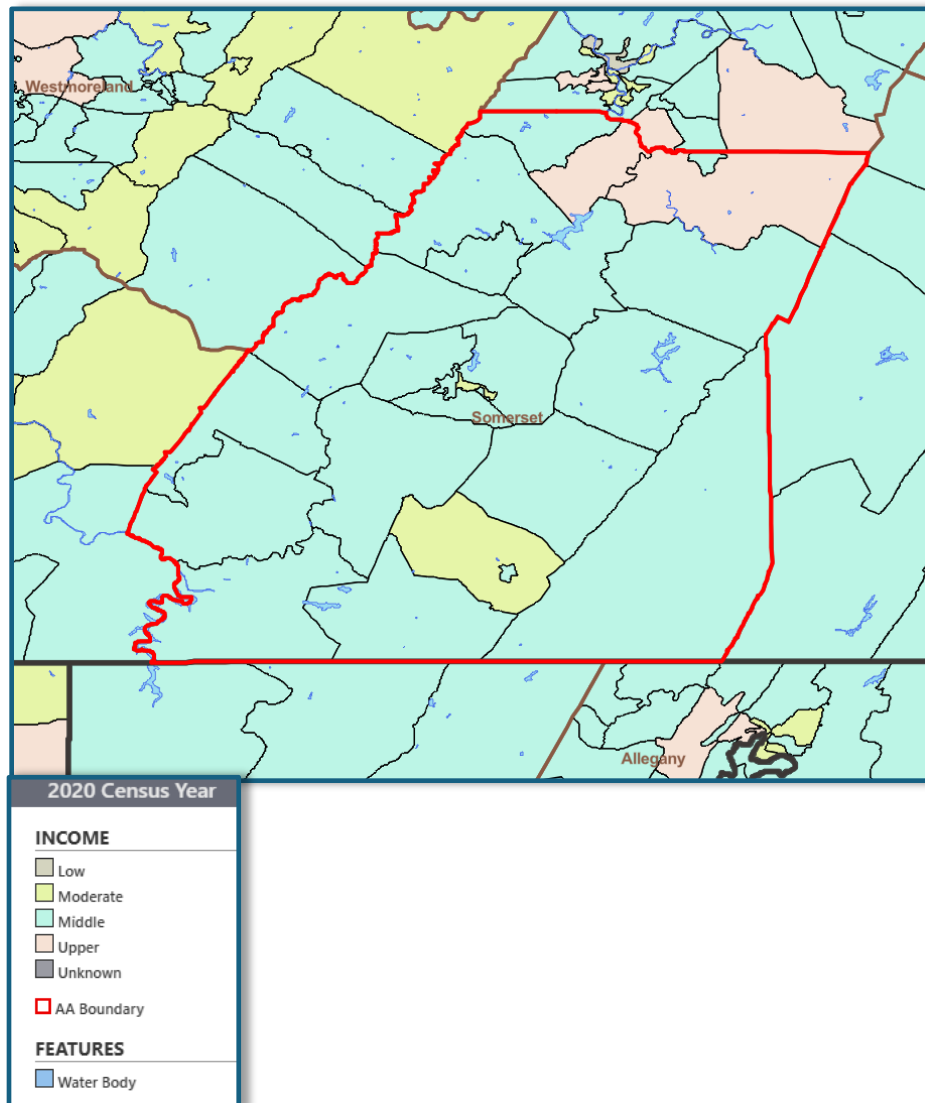 Westmoreland
Somerset
Allegany
2020 Census Year
INCOME
Low
Moderate
Middle
Upper
Unknown
AA Boundary
FEATURES
Water Body